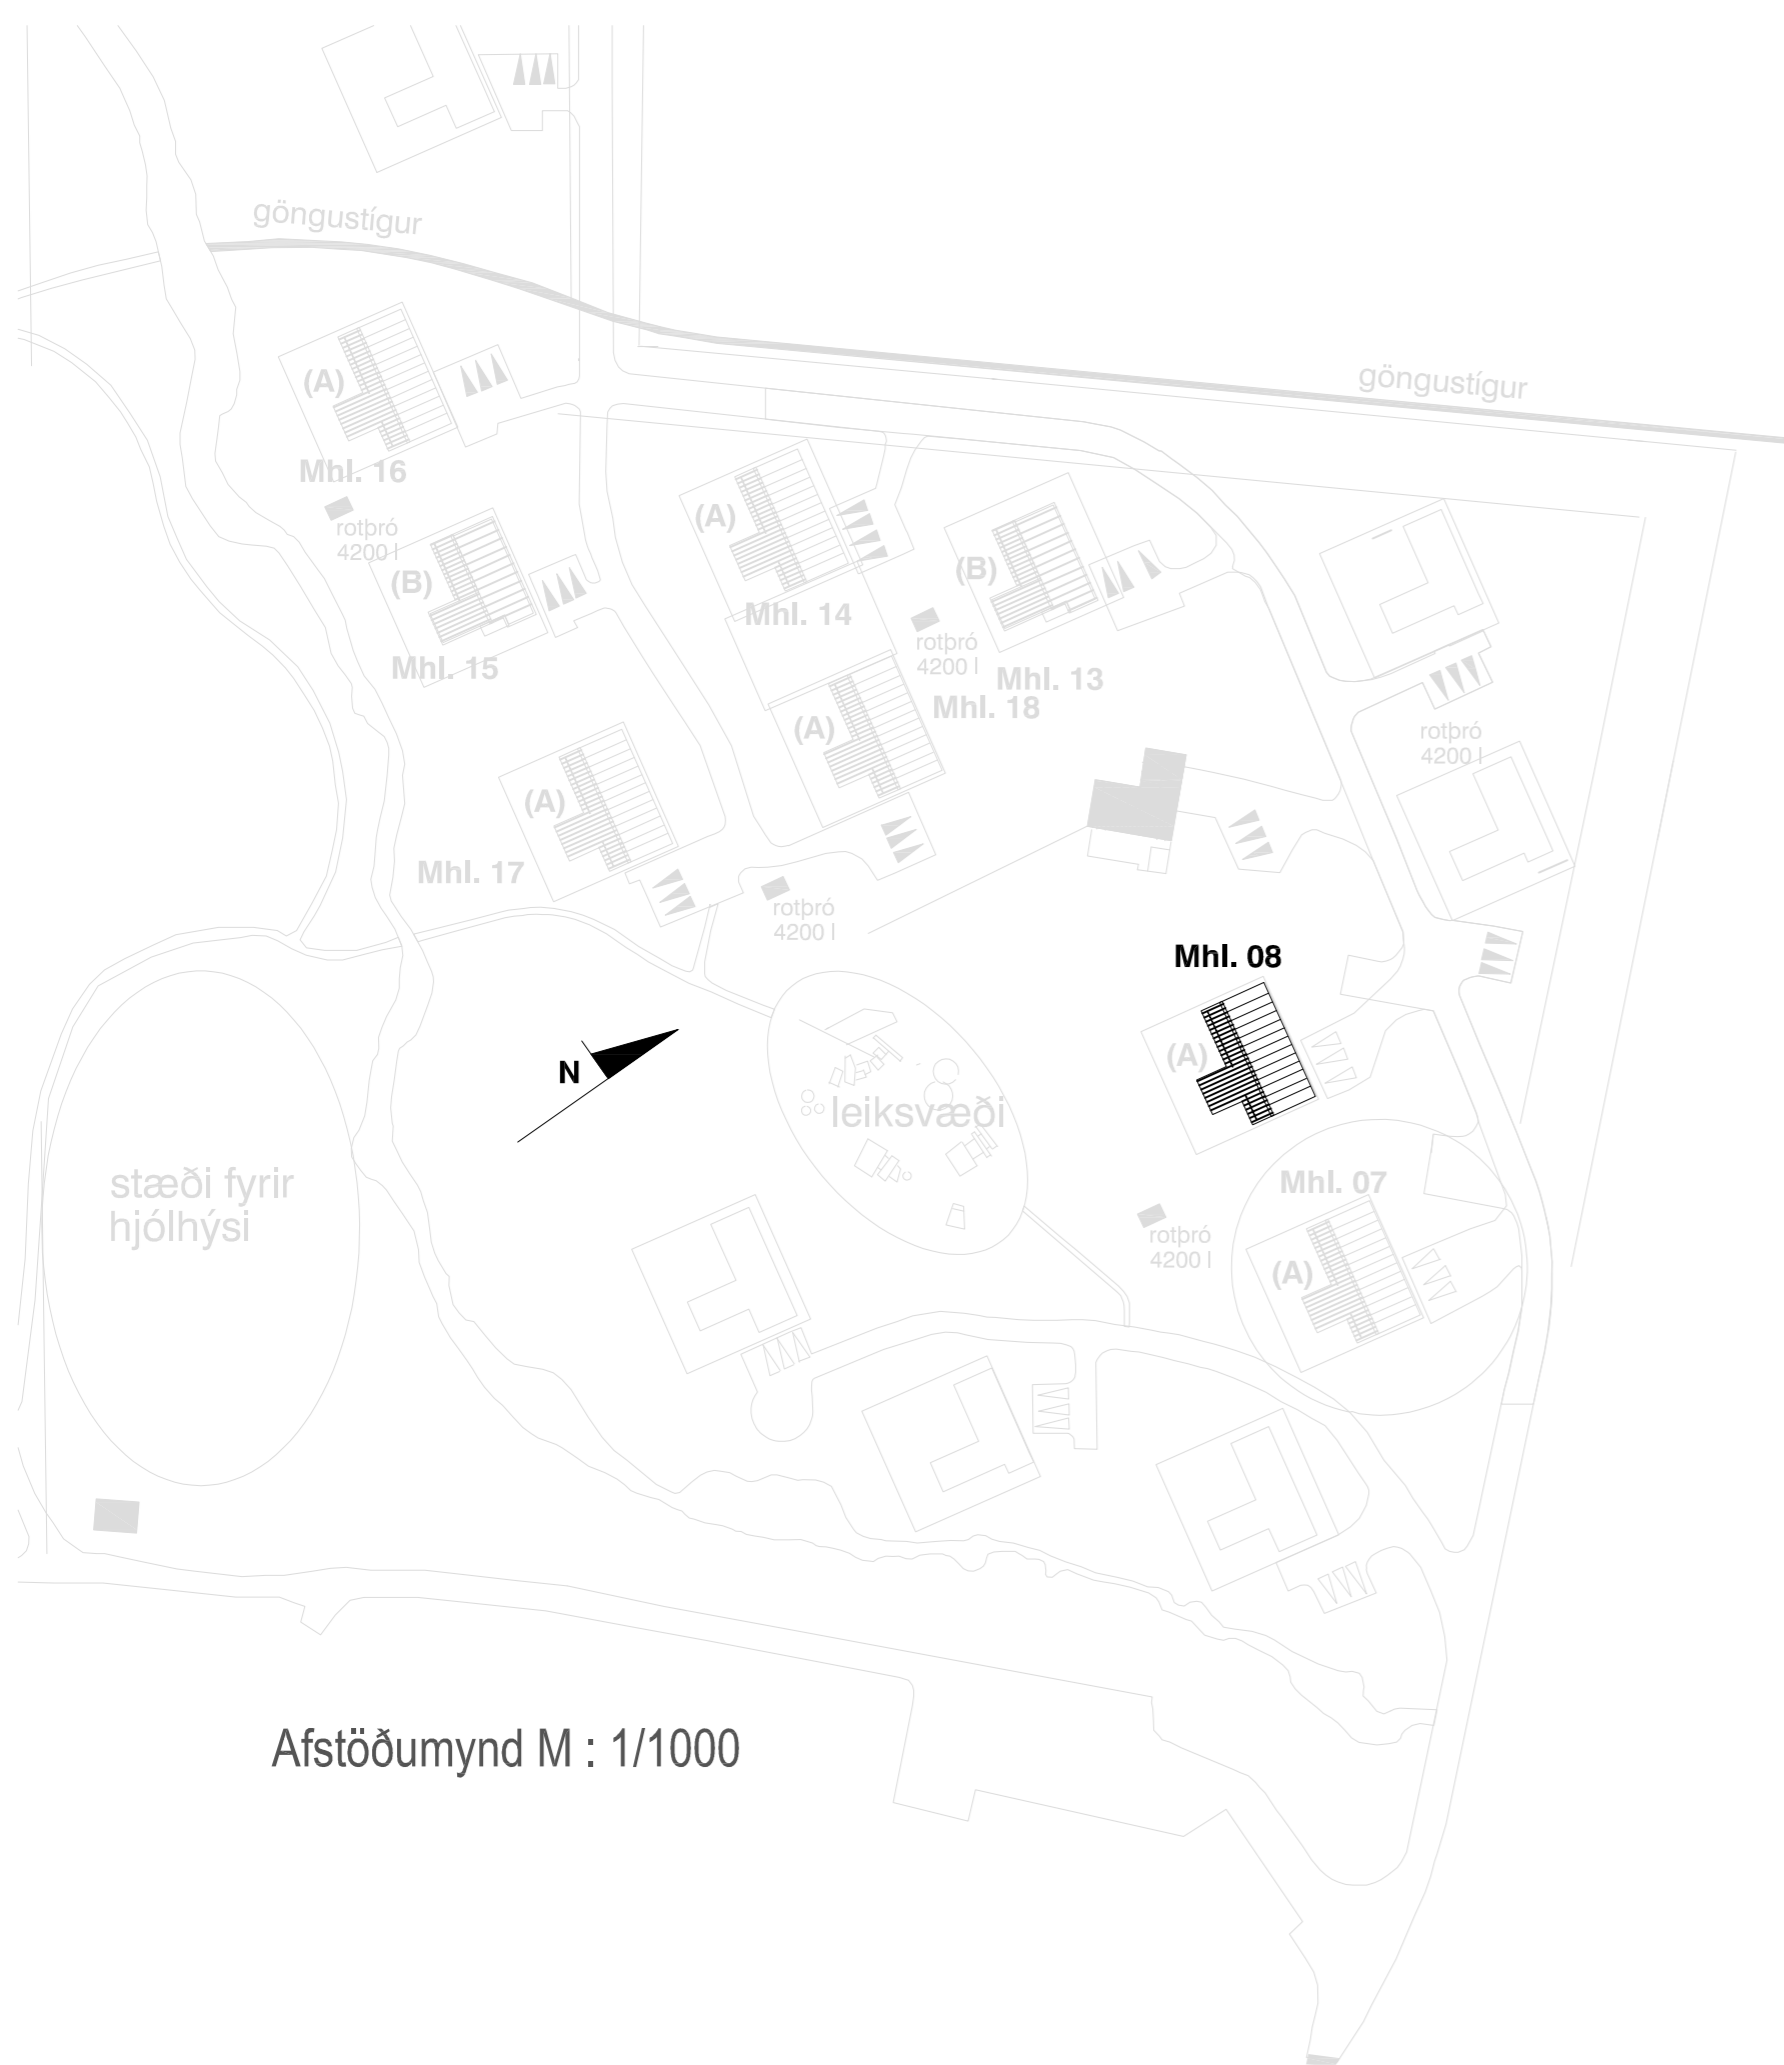 göngustígur
göngustígur
(A)
Mhl. 16
rotþró
4200 l
(B)
Mhl. 15
(A)
Mhl. 14
(B)
rotþró
4200 l
Mhl. 13
Mhl. 18
(A)
rotþró
4200 l
(A)
Mhl. 17
rotþró
4200 l
Mhl. 08
(A)
N
leiksvæði
stæði fyrir
hjólhýsi
Mhl. 07
rotþró
4200 l
(A)
Afstöðumynd M : 1/1000